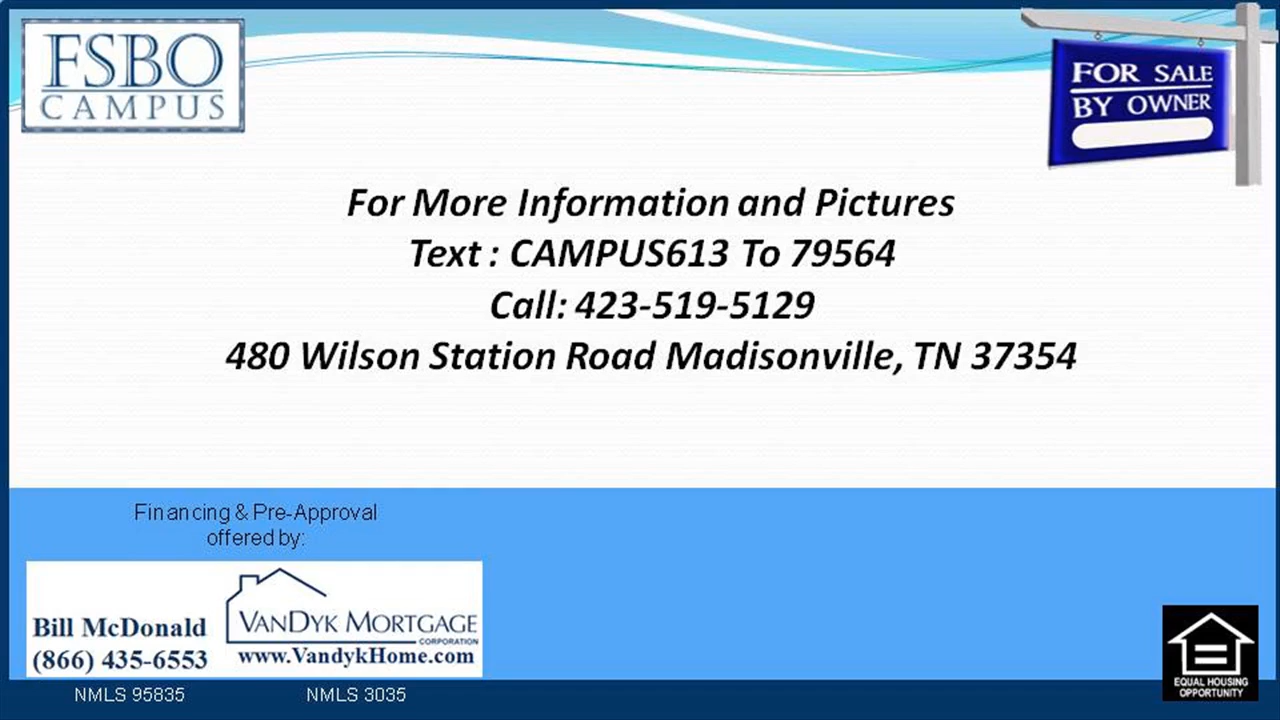 FSBO
CAMPUS
FOR SALE
BY OWNER
For More Information and Pictures
Text : CAMPUS613 To 79564
Call: 423-519-5129
480 Wilson Station Road Madisonville, TN 37354
Financing & Pre-Approval
offered by:
Bill McDonald
(866) 435-6553
VANDYK MORTGAGE
CORPORATION
www.VandykHome.com
NMLS 95835
NMLS 3035
EQUAL HOUSING
OPPORTUNITY